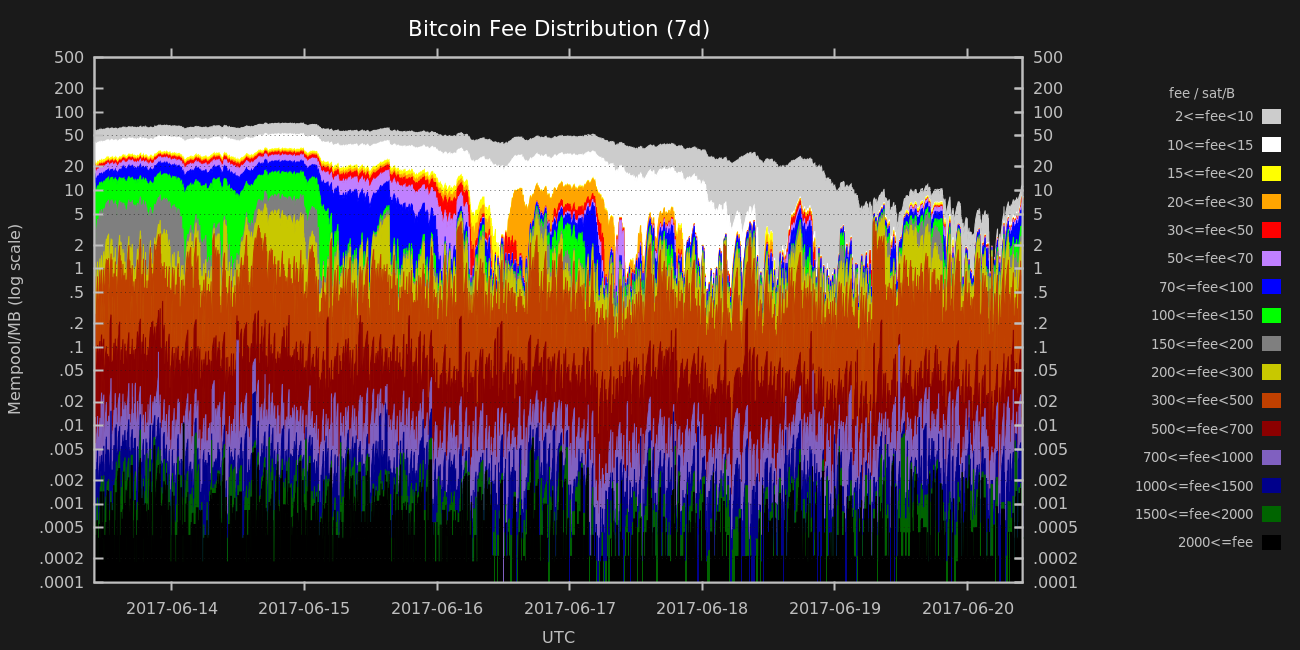 Bitcoin Fee Distribution (7d)
500 500
200 200
100 100
50 50
20 20
10 10
5 5
2 2
1 1
.5 .5
.2 .2
.1 .1
.05 .05
.02 .02
.01 .01
.005 .005
.002 .002
.001 .001
.0005 .0005
.0002 .0002
.0001 .0001
Mempool/MB (log scale)
2017-06-14 2017-06-15 2017-06-16 2017-06-17 2017-06-18 2017-06-19 2017-06-20
UTC
fee / sat/B
2<=fee<10
10<=fee<15
15<=fee<20
20<=fee<30
30<=fee<50
50<=fee<70
70<=fee<100
100<=fee<150
150<=fee<200
200<=fee<300
300<=fee<500
500<=fee<700
700<=fee<1000
1000<=fee<1500
1500<=fee<2000
2000<=fee